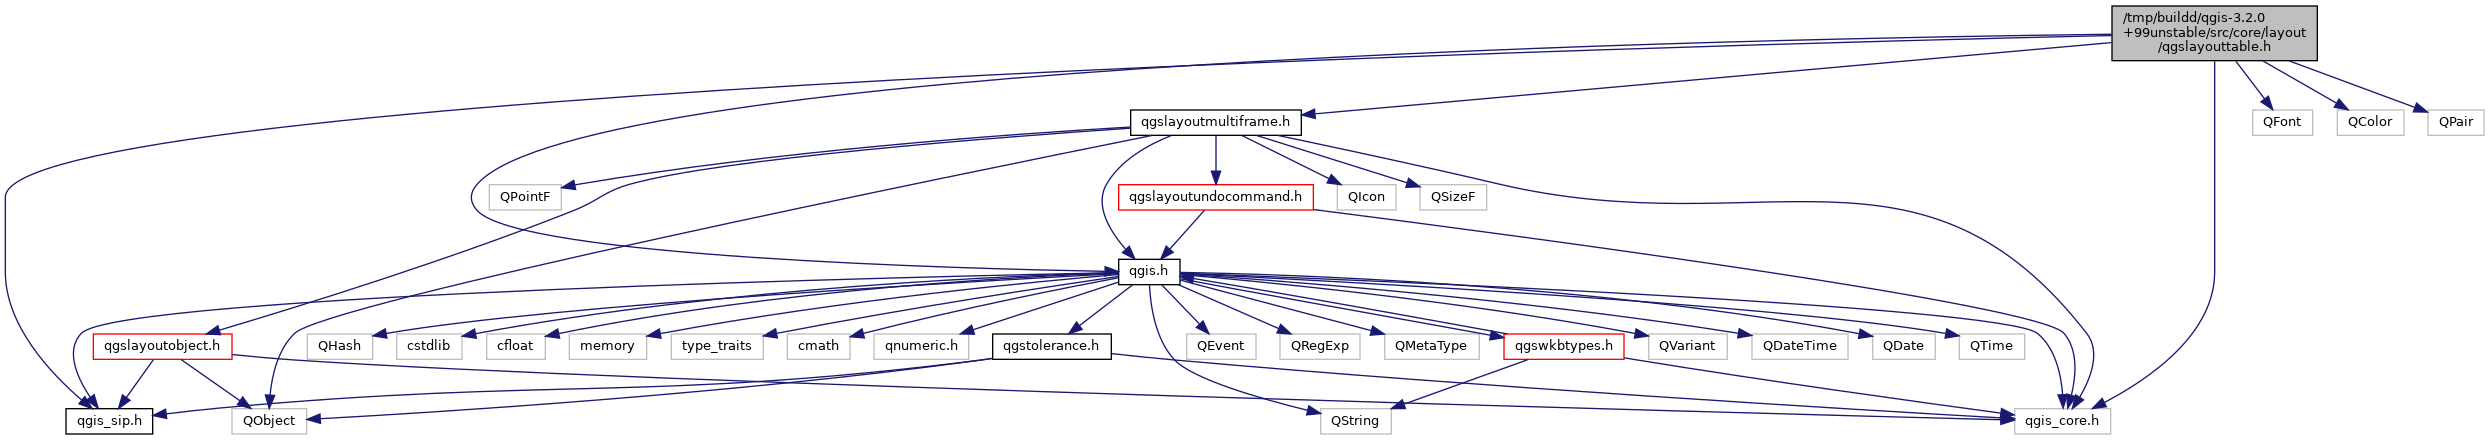 /tmp/buildd/qgis-3.2.0
+99unstable/src/core/layout
/qgslayouttable.h
qgslayoutmultiframe.h
QFont
QColor
QPair
QPointF
qgslayoutundocommand.h
QIcon
QSizeF
qgis.h
qgslayoutobject.h
QHash
cstdlib
cfloat
memory
type_traits
cmath
qnumeric.h
qgstolerance.h
QEvent
QRegExp
QMetaType
qgswkbtypes.h
QVariant
QDateTime
QDate
QTime
qgis_sip.h
QObject
QString
qgis_core.h